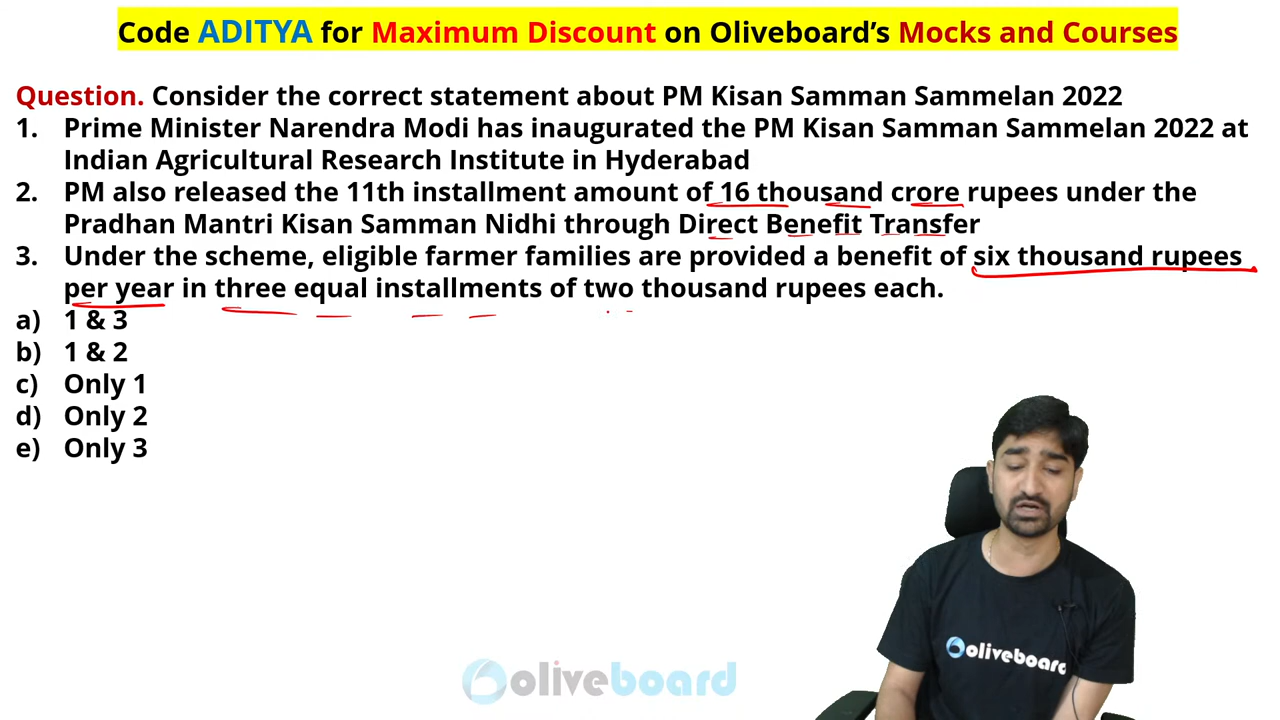 Code ADITYA for Maximum Discount on Oliveboard's Mocks and Courses
Question. Consider the correct statement about PM Kisan Samman Sammelan 2022
1. Prime Minister Narendra Modi has inaugurated the PM Kisan Samman Sammelan 2022 at
Indian Agricultural Research Institute in Hyderabad
2. PM also released the 11th installment amount of 16 thousand crore rupees under the
Pradhan Mantri Kisan Samman Nidhi through Direct Benefit Transfer
3. Under the scheme, eligible farmer families are provided a benefit of six thousand rupees
per year in three equal installments of two thousand rupees each.
a) 1 & 3
b) 1 & 2
c) Only 1
d) Only 2
e) Only 3
oliveboard
oliveboard